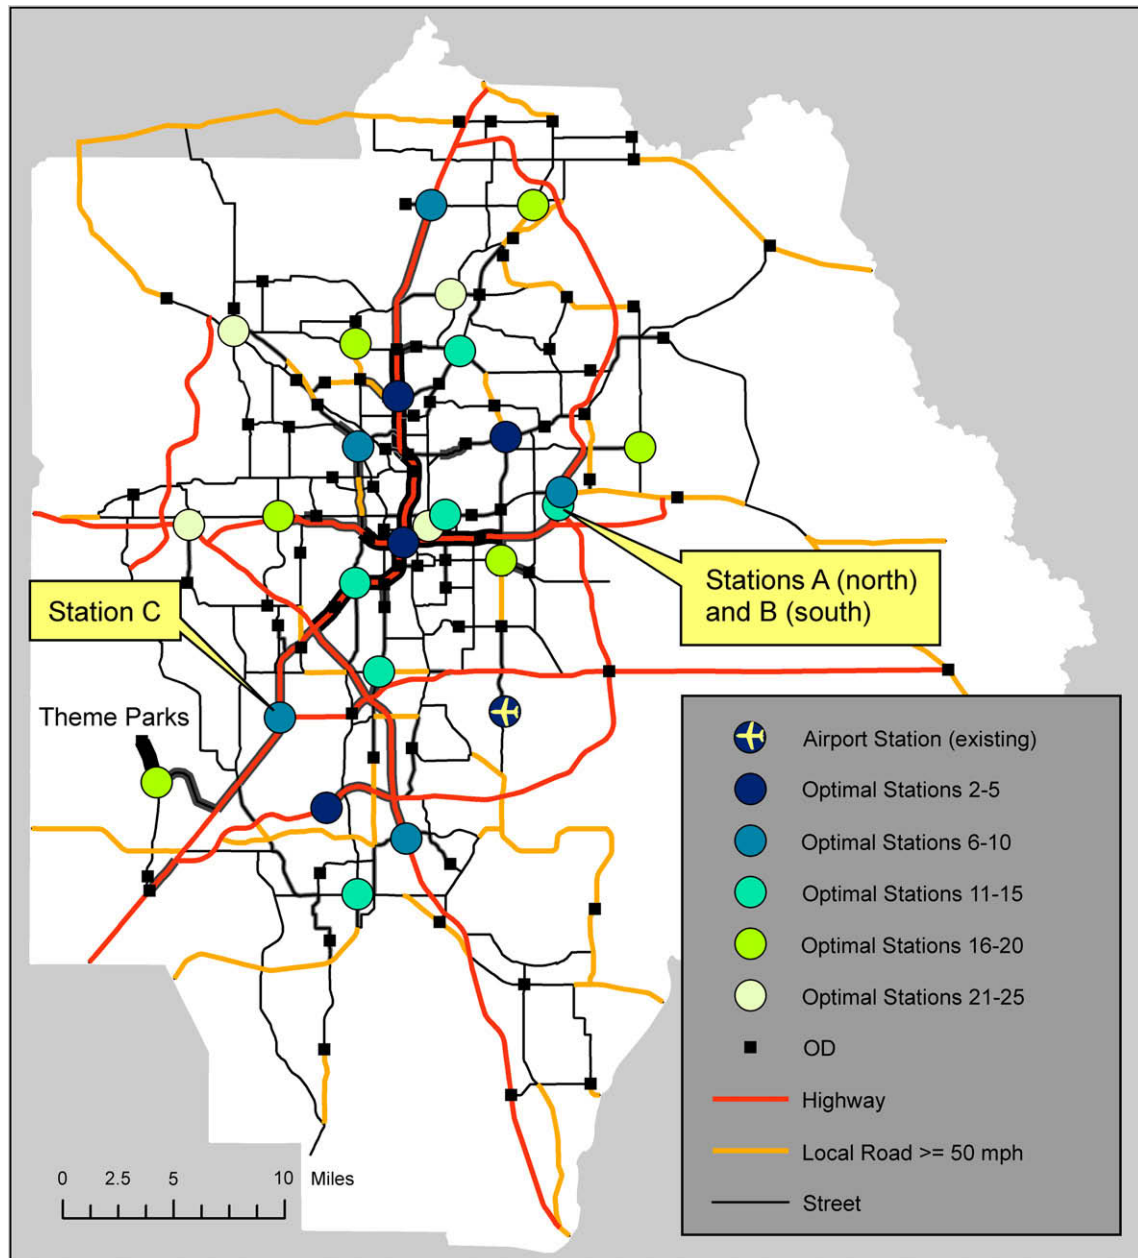 Stations A (north)
and B (south)
Station C
Theme Parks
Airport Station (existing)
Optimal Stations 2-5
Optimal Stations 6-10
Optimal Stations 11-15
Optimal Stations 16-20
Optimal Stations 21-25
OD
Highway
Local Road >= 50 mph
Street
0 2.5 5 10 Miles